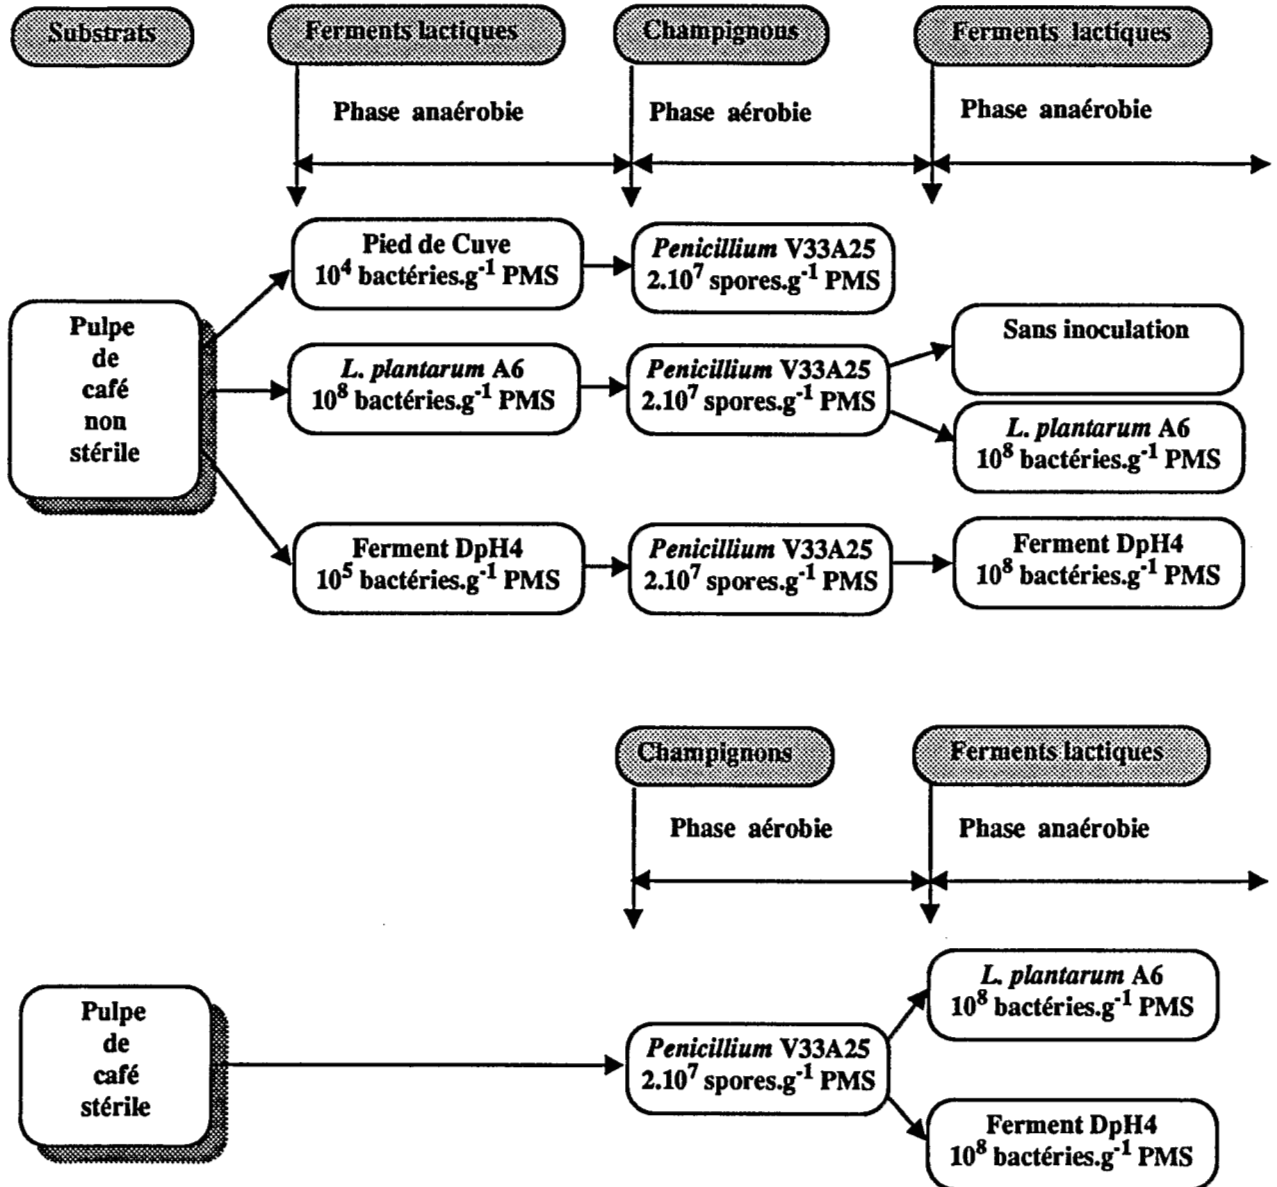 Substrats
Ferments lactiques
Champignons
Ferments lactiques
Phase anaérobie
Phase aérobie
Phase anaérobie
Pied de Cuve
10⁴ bactéries.g⁻¹ PMS
Penicillium V33A25
2.10⁷ spores.g⁻¹ PMS
Pulpe
de
café
non
stérile
L. plantarum A6
10⁸ bactéries.g⁻¹ PMS
Penicillium V33A25
2.10⁷ spores.g⁻¹ PMS
Sans inoculation
L. plantarum A6
10⁸ bactéries.g⁻¹ PMS
Ferment DpH4
10⁵ bactéries.g⁻¹ PMS
Penicillium V33A25
2.10⁷ spores.g⁻¹ PMS
Ferment DpH4
10⁸ bactéries.g⁻¹ PMS
Champignons
Ferments lactiques
Phase aérobie
Phase anaérobie
Pulpe
de
café
stérile
Penicillium V33A25
2.10⁷ spores.g⁻¹ PMS
L. plantarum A6
10⁸ bactéries.g⁻¹ PMS
Ferment DpH4
10⁸ bactéries.g⁻¹ PMS